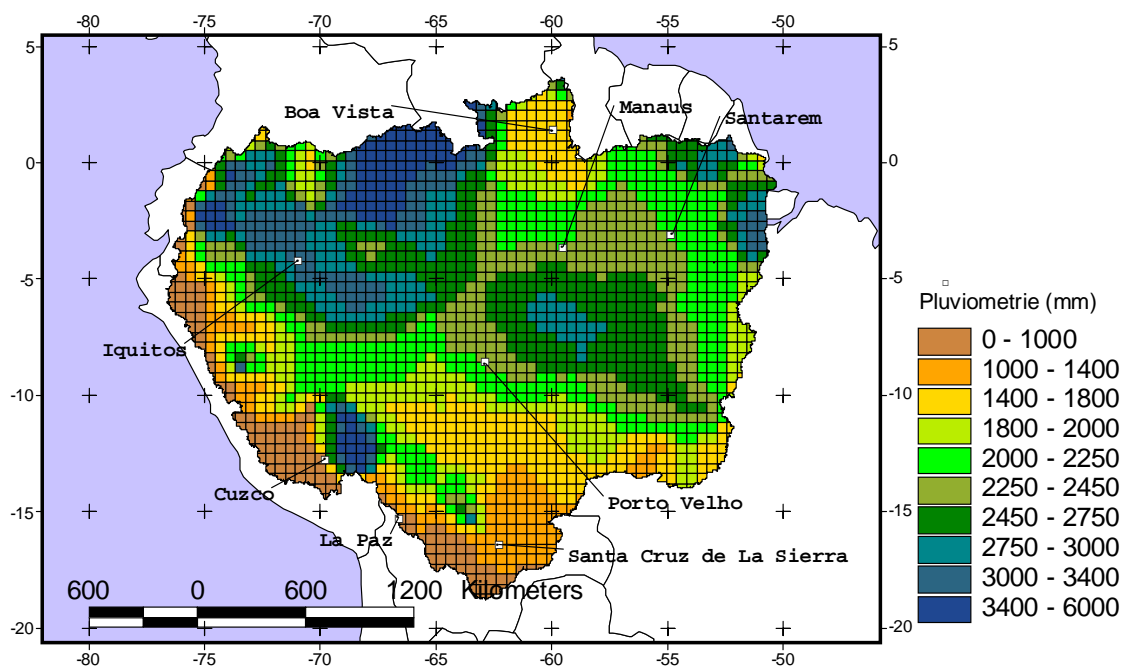 -80 -75 -70 -65 -60 -55 -50
5 5
Boa Vista
Manaus
Santarem
0 0
-5 -5
Iquitos
-10 -10
Cuzco
Porto Velho
-15 -15
La Paz
Santa Cruz de La Sierra
600 0 600 1200 Kilometers
-20 -20
-80 -75 -70 -65 -60 -55 -50
Pluviometrie (mm)
0 - 1000
1000 - 1400
1400 - 1800
1800 - 2000
2000 - 2250
2250 - 2450
2450 - 2750
2750 - 3000
3000 - 3400
3400 - 6000